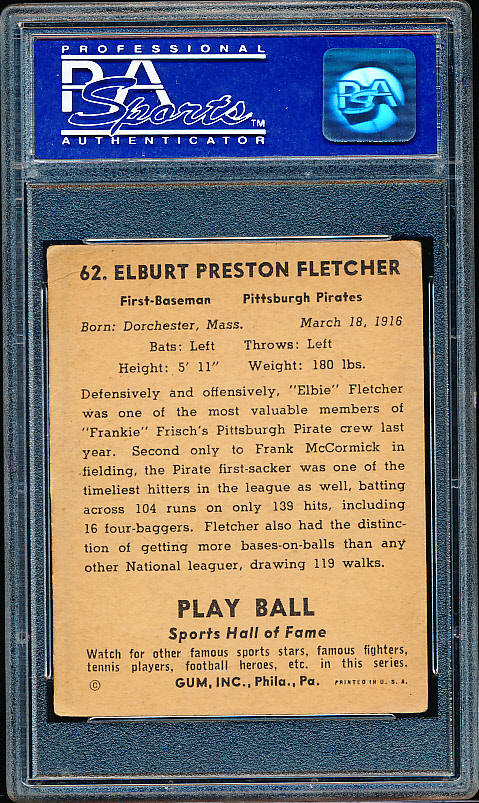 PROFESSIONAL
PSA
Sports™
AUTHENTICATOR
PSA
62. ELBURT PRESTON FLETCHER
First-Baseman Pittsburgh Pirates
Born: Dorchester, Mass. March 18, 1916
Bats: Left Throws: Left
Height: 5' 11" Weight: 180 lbs.
Defensively and offensively, "Elbie" Fletcher
was one of the most valuable members of
"Frankie" Frisch's Pittsburgh Pirate crew last
year. Second only to Frank McCormick in
fielding, the Pirate first-sacker was one of the
timeliest hitters in the league as well, batting
across 104 runs on only 139 hits, including
16 four-baggers. Fletcher also had the distinc-
tion of getting more bases-on-balls than any
other National leaguer, drawing 119 walks.
PLAY BALL
Sports Hall of Fame
Watch for other famous sports stars, famous fighters,
tennis players, football heroes, etc. in this series.
© GUM, INC., Phila., Pa. PRINTED IN U. S. A.